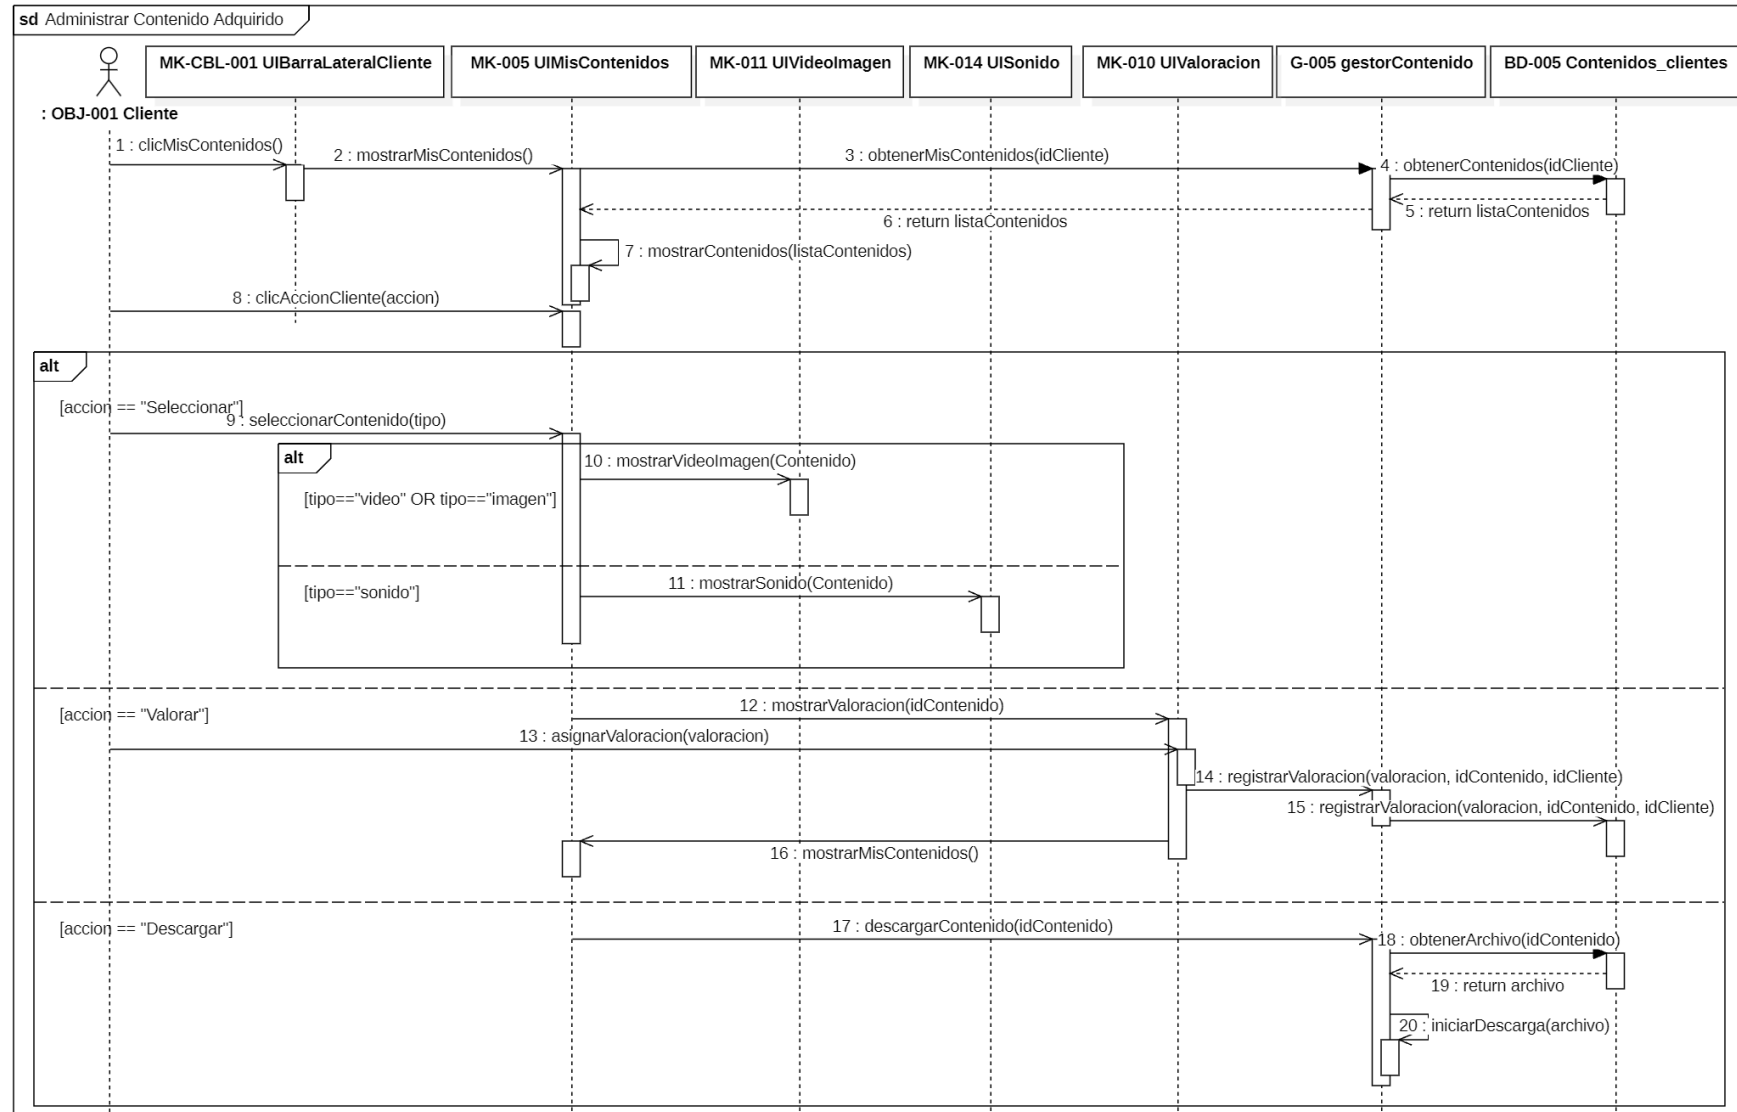 sd Administrar Contenido Adquirido
MK-CBL-001 UIBarraLateralCliente
MK-005 UIMisContenidos
MK-011 UIVideoImagen
MK-014 UISonido
MK-010 UIValoracion
G-005 gestorContenido
BD-005 Contenidos_clientes
: OBJ-001 Cliente
1 : clicMisContenidos()
2 : mostrarMisContenidos()
3 : obtenerMisContenidos(idCliente)
4 : obtenerContenidos(idCliente)
5 : return listaContenidos
6 : return listaContenidos
7 : mostrarContenidos(listaContenidos)
8 : clicAccionCliente(accion)
alt
[accion == "Seleccionar"]
9 : seleccionarContenido(tipo)
alt
10 : mostrarVideoImagen(Contenido)
[tipo=="video" OR tipo=="imagen"]
11 : mostrarSonido(Contenido)
[tipo=="sonido"]
12 : mostrarValoracion(idContenido)
[accion == "Valorar"]
13 : asignarValoracion(valoracion)
14 : registrarValoracion(valoracion, idContenido, idCliente)
15 : registrarValoracion(valoracion, idContenido, idCliente)
16 : mostrarMisContenidos()
17 : descargarContenido(idContenido)
[accion == "Descargar"]
18 : obtenerArchivo(idContenido)
19 : return archivo
20 : iniciarDescarga(archivo)